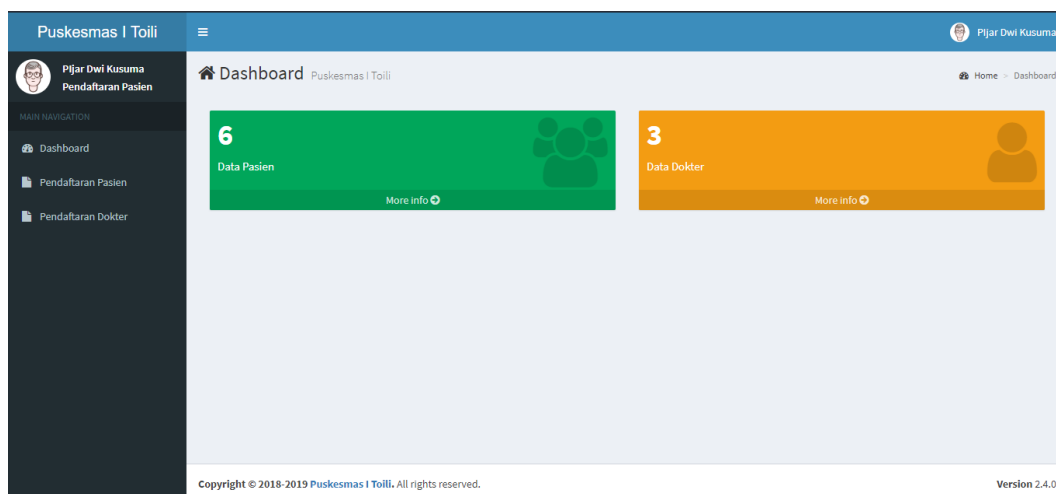 Puskesmas I Toili
PIjar Dwi Kusuma
PIjar Dwi Kusuma
Pendaftaran Pasien
MAIN NAVIGATION
Dashboard
Pendaftaran Pasien
Pendaftaran Dokter
Dashboard Puskesmas I Toili
Home > Dashboard
6
Data Pasien
More info
3
Data Dokter
More info
Copyright © 2018-2019 Puskesmas I Toili. All rights reserved.
Version 2.4.0